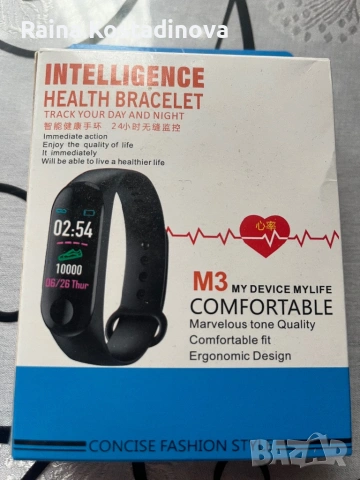 Raina Kostadinova
INTELLIGENCE
HEALTH BRACELET
TRACK YOUR DAY AND NIGHT
智能健康手环 24小时无缝监控
Immediate action
Enjoy the quality of life
It immediately
Will be able to live a healthier life
02:54
10000
06/26 Thur
心率
M3 MY DEVICE MYLIFE
COMFORTABLE
Marvelous tone Quality
Comfortable fit
Ergonomic Design
CONCISE FASHION
BAZAR